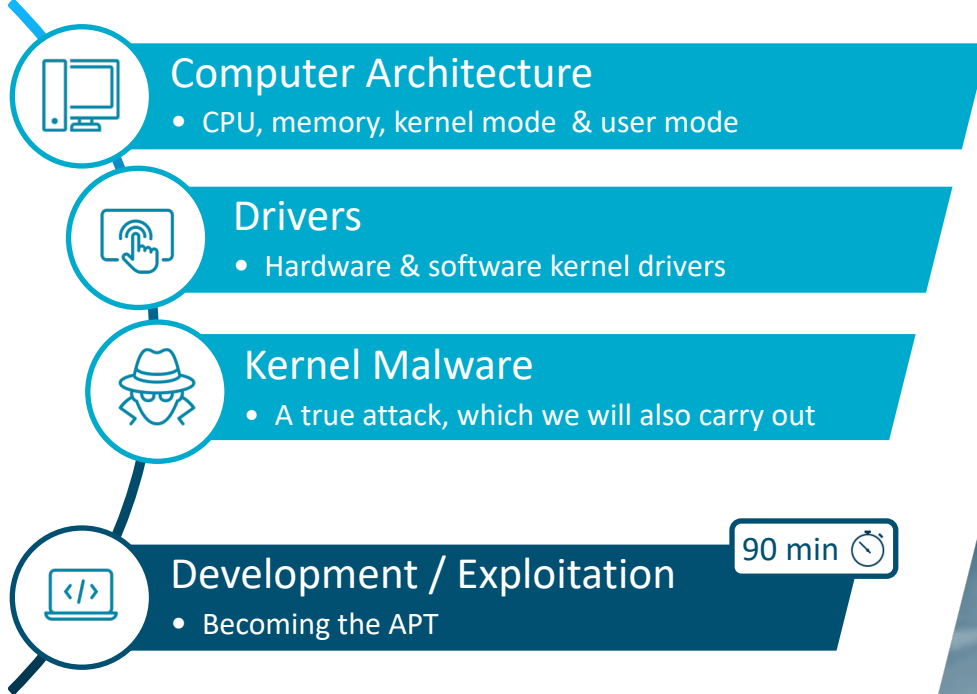 Computer Architecture
• CPU, memory, kernel mode & user mode
Drivers
• Hardware & software kernel drivers
Kernel Malware
• A true attack, which we will also carry out
90 min
Development / Exploitation
• Becoming the APT